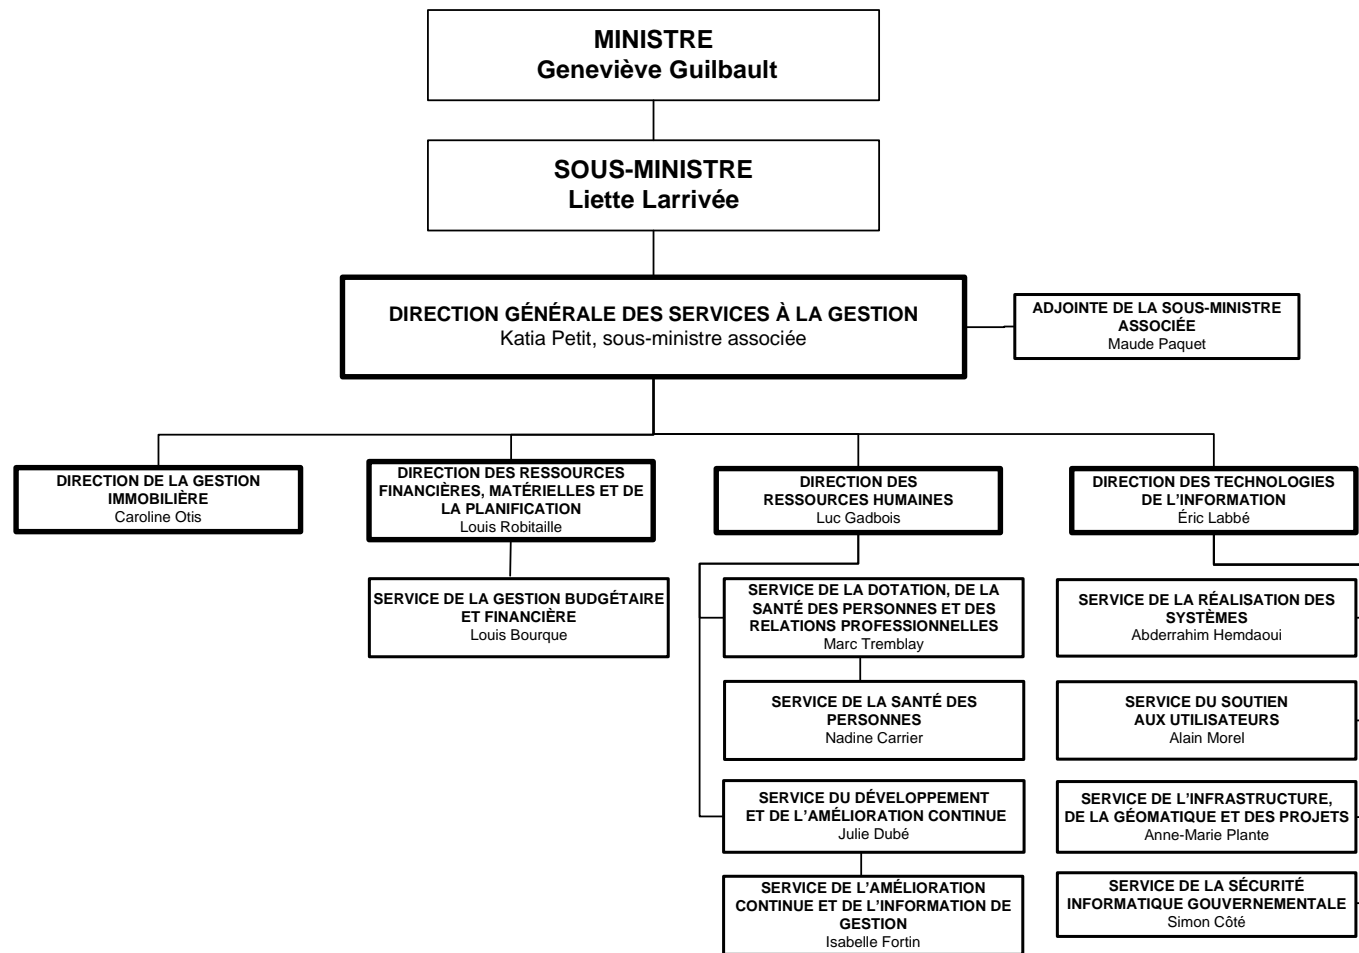 MINISTRE
Geneviève Guilbault
SOUS-MINISTRE
Liette Larrivée
DIRECTION GÉNÉRALE DES SERVICES À LA GESTION
Katia Petit, sous-ministre associée
ADJOINTE DE LA SOUS-MINISTRE
ASSOCIÉE
Maude Paquet
DIRECTION DE LA GESTION
IMMOBILIÈRE
Caroline Otis
DIRECTION DES RESSOURCES
FINANCIÈRES, MATÉRIELLES ET DE
LA PLANIFICATION
Louis Robitaille
DIRECTION DES
RESSOURCES HUMAINES
Luc Gadbois
DIRECTION DES TECHNOLOGIES
DE L’INFORMATION
Éric Labbé
SERVICE DE LA GESTION BUDGÉTAIRE
ET FINANCIÈRE
Louis Bourque
SERVICE DE LA DOTATION, DE LA
SANTÉ DES PERSONNES ET DES
RELATIONS PROFESSIONNELLES
Marc Tremblay
SERVICE DE LA SANTÉ DES
PERSONNES
Nadine Carrier
SERVICE DU DÉVELOPPEMENT
ET DE L’AMÉLIORATION CONTINUE
Julie Dubé
SERVICE DE L’AMÉLIORATION
CONTINUE ET DE L’INFORMATION DE
GESTION
Isabelle Fortin
SERVICE DE LA RÉALISATION DES
SYSTÈMES
Abderrahim Hemdaoui
SERVICE DU SOUTIEN
AUX UTILISATEURS
Alain Morel
SERVICE DE L’INFRASTRUCTURE,
DE LA GÉOMATIQUE ET DES PROJETS
Anne-Marie Plante
SERVICE DE LA SÉCURITÉ
INFORMATIQUE GOUVERNEMENTALE
Simon Côté